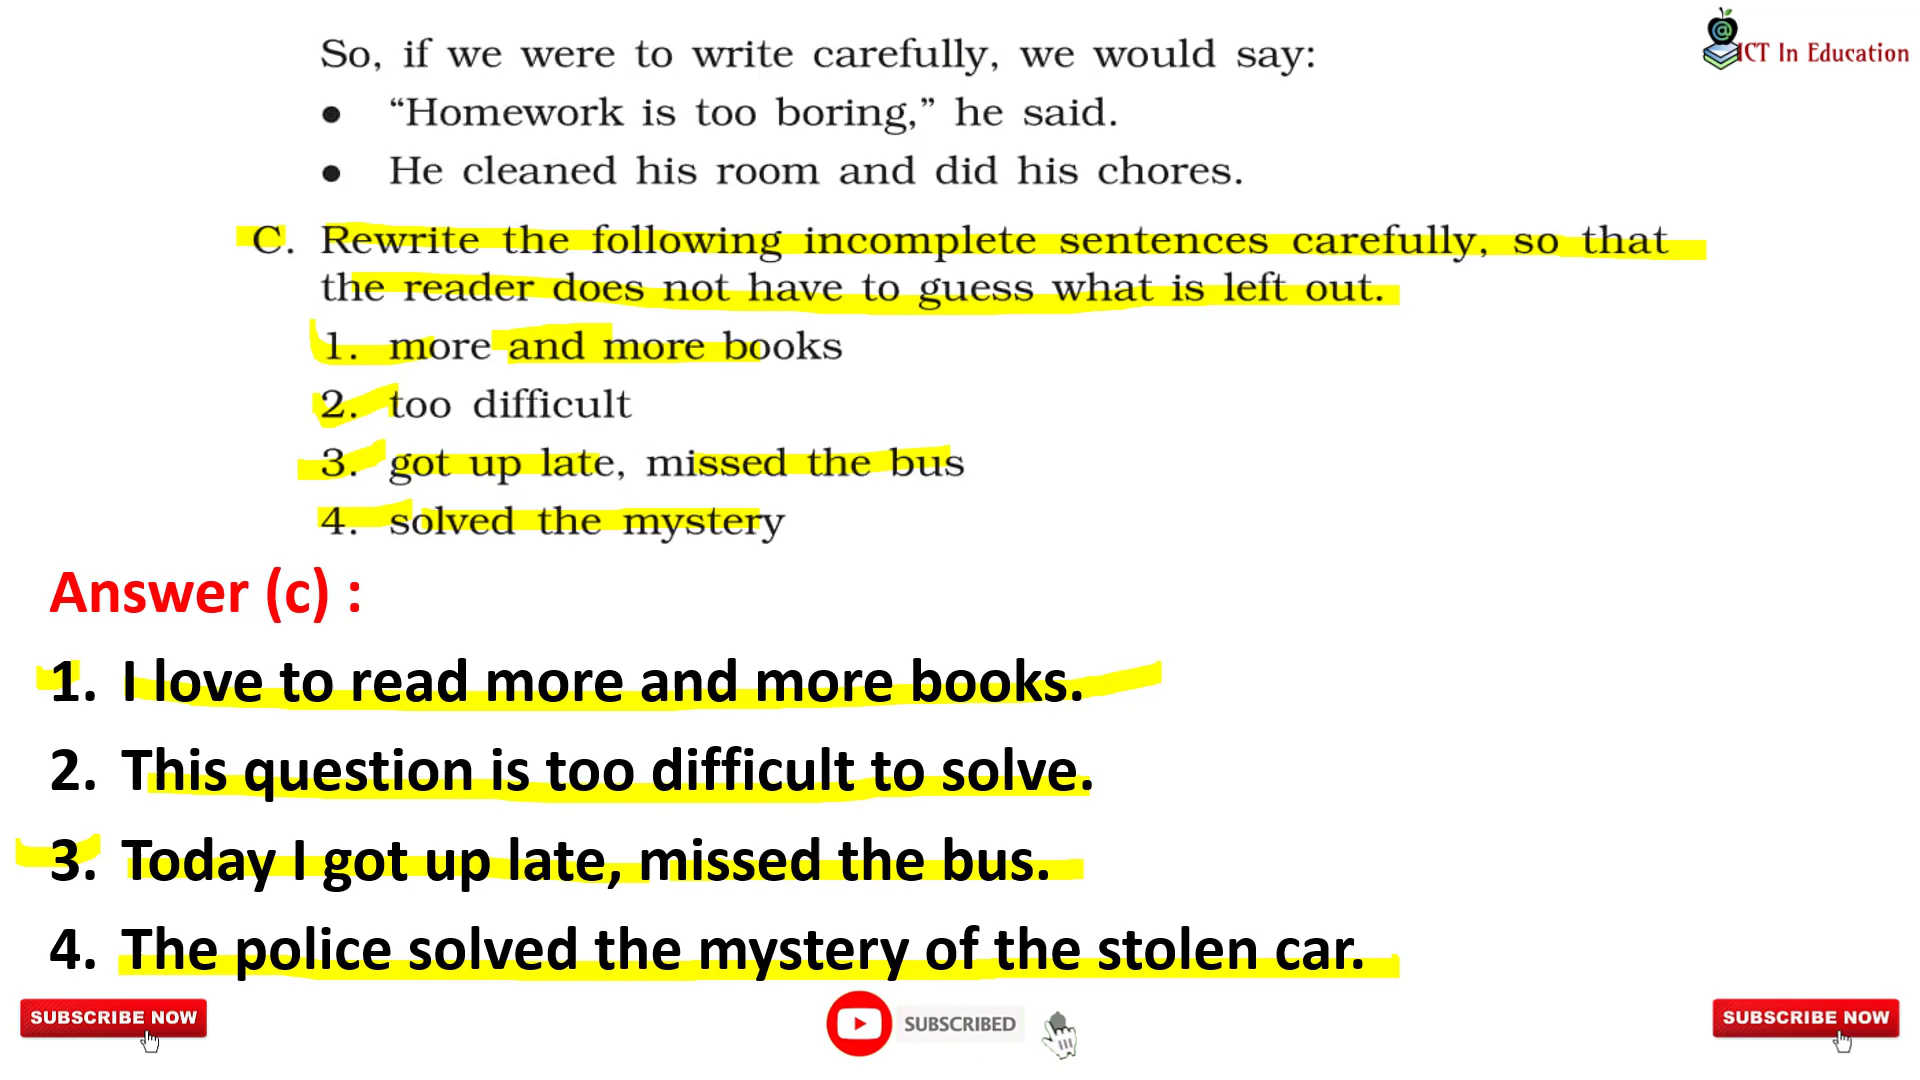 ICT In Education
So, if we were to write carefully, we would say:
● “Homework is too boring,” he said.
● He cleaned his room and did his chores.
C. Rewrite the following incomplete sentences carefully, so that
the reader does not have to guess what is left out.
1. more and more books
2. too difficult
3. got up late, missed the bus
4. solved the mystery
Answer (c) :
1. I love to read more and more books.
2. This question is too difficult to solve.
3. Today I got up late, missed the bus.
4. The police solved the mystery of the stolen car.
SUBSCRIBE NOW
SUBSCRIBED
SUBSCRIBE NOW